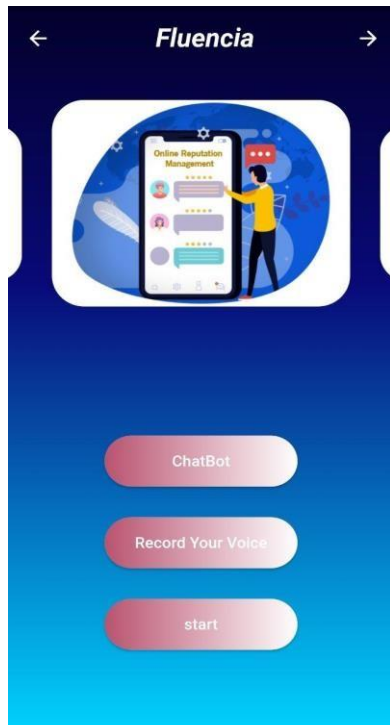 Fluencia
Online Reputation
Management
ChatBot
Record Your Voice
start